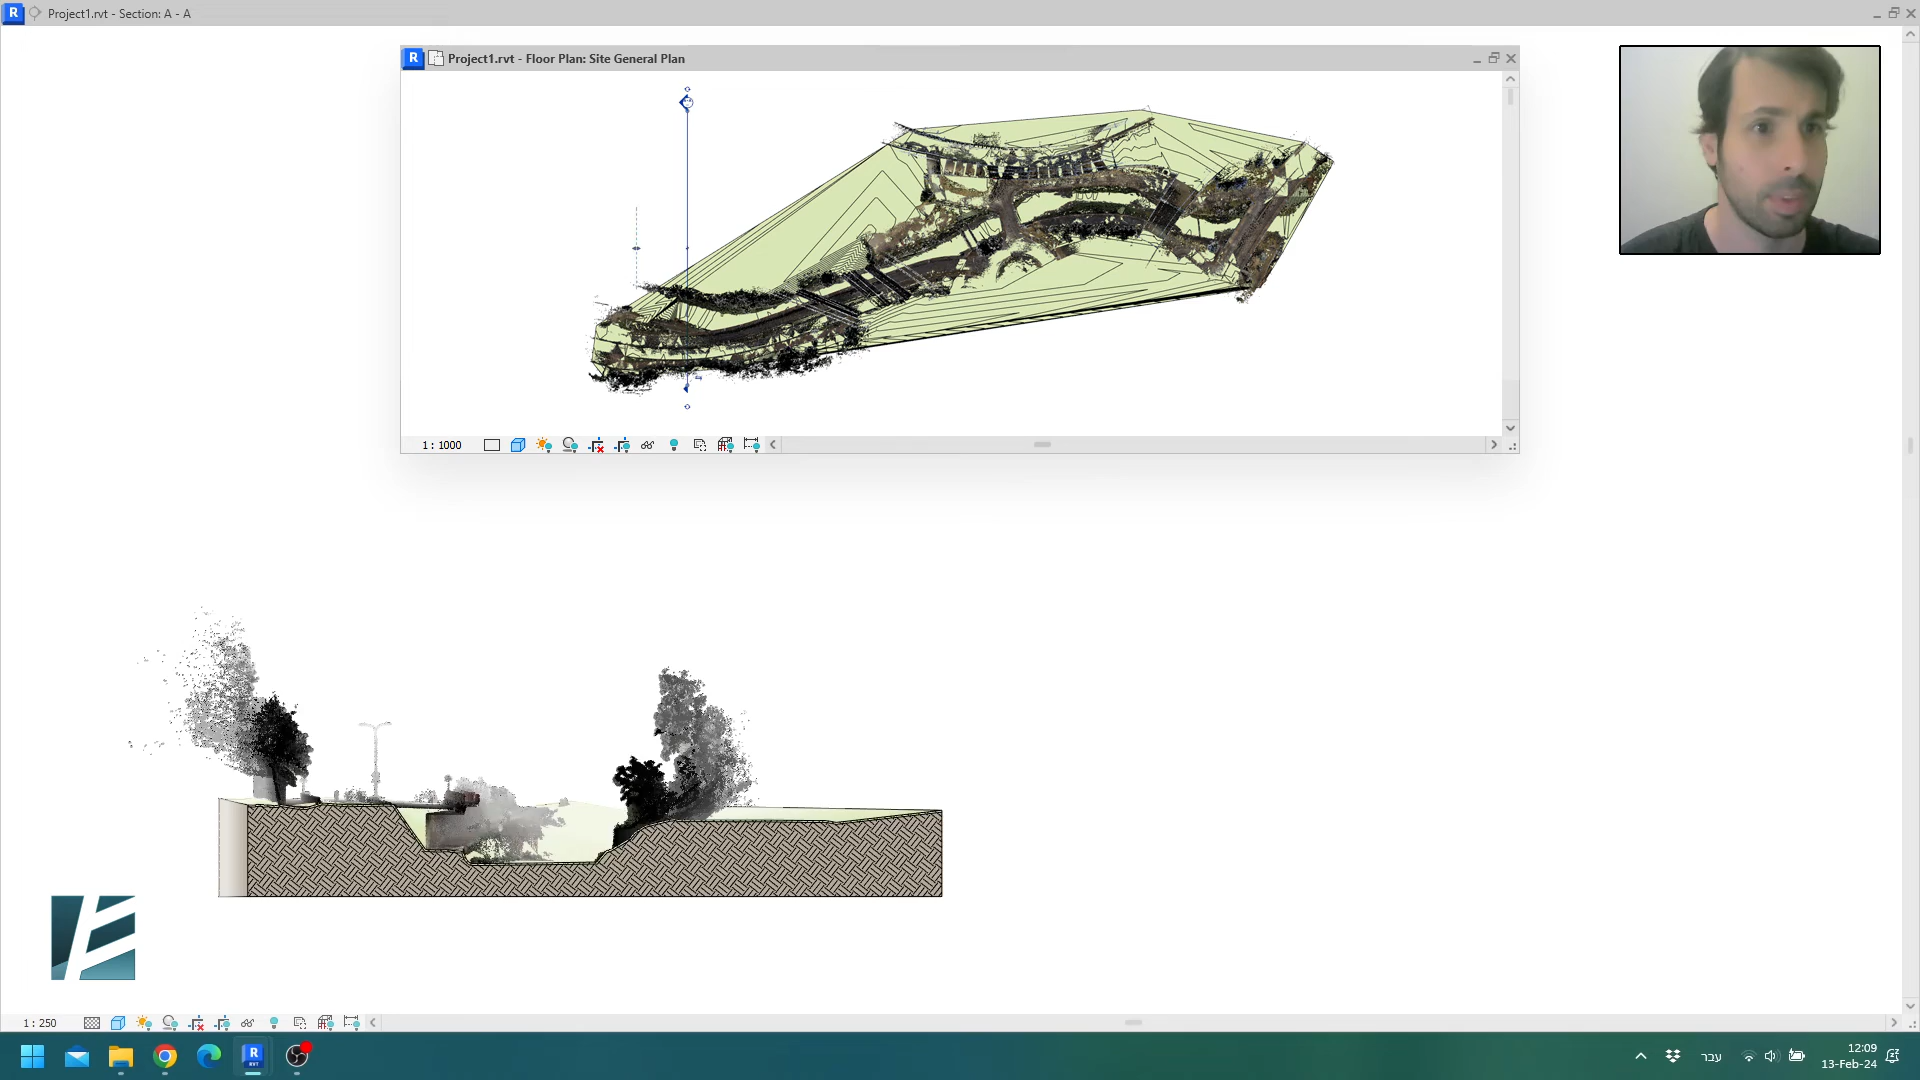 R Project1.rvt - Section: A - A
R Project1.rvt - Floor Plan: Site General Plan
1 : 1000
1 : 250
R
RVT
עבר
12:09
13-Feb-24